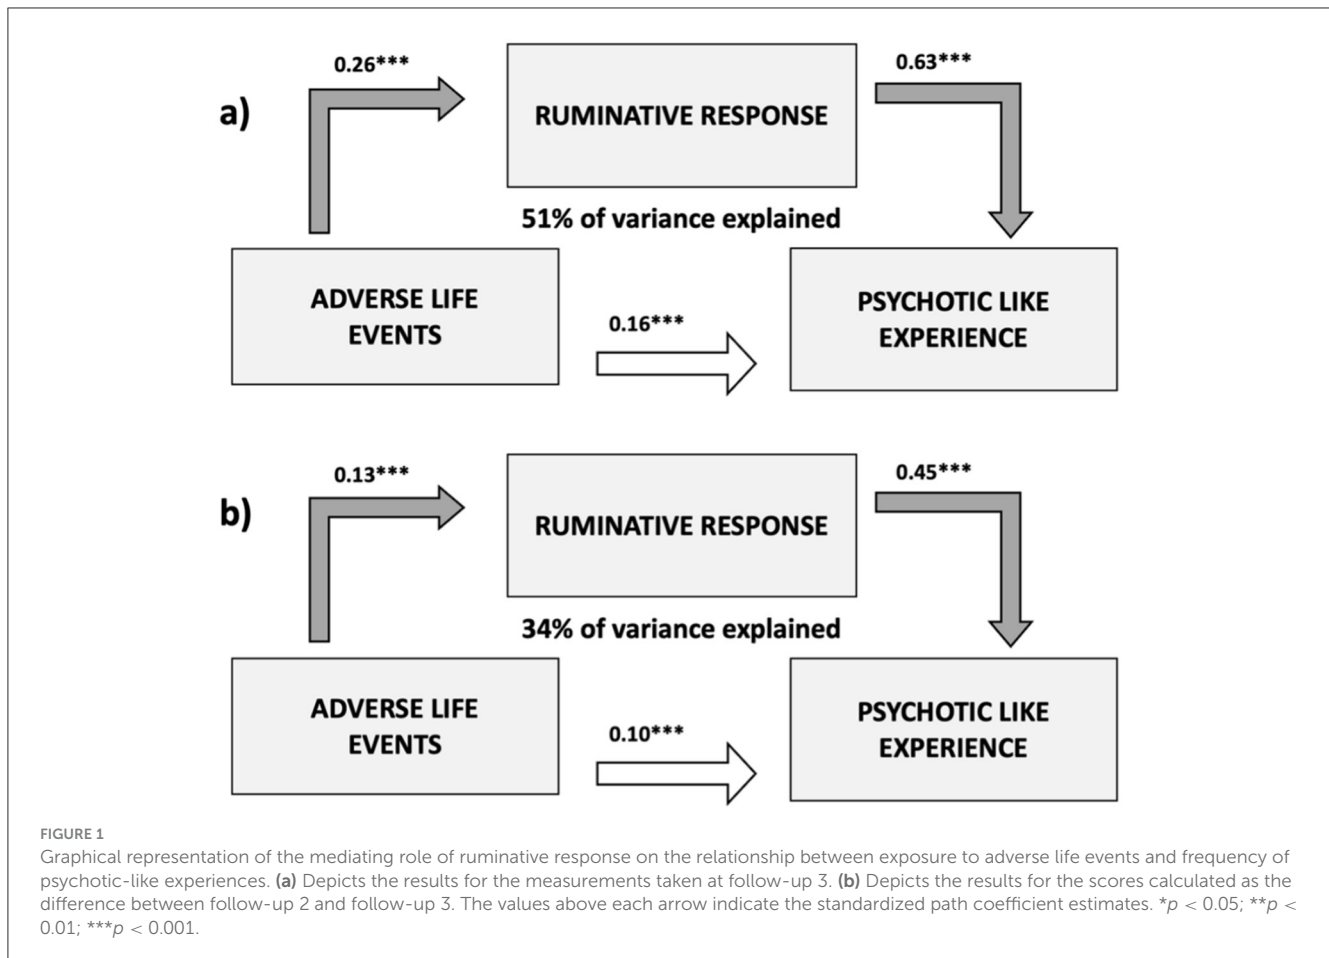 0.26***
0.63***
a)
RUMINATIVE RESPONSE
51% of variance explained
ADVERSE LIFE
EVENTS
0.16***
PSYCHOTIC LIKE
EXPERIENCE
0.13***
0.45***
b)
RUMINATIVE RESPONSE
34% of variance explained
ADVERSE LIFE
EVENTS
0.10***
PSYCHOTIC LIKE
EXPERIENCE
FIGURE 1
Graphical representation of the mediating role of ruminative response on the relationship between exposure to adverse life events and frequency of
psychotic-like experiences. (a) Depicts the results for the measurements taken at follow-up 3. (b) Depicts the results for the scores calculated as the
difference between follow-up 2 and follow-up 3. The values above each arrow indicate the standardized path coefficient estimates. *p < 0.05; **p <
0.01; ***p < 0.001.